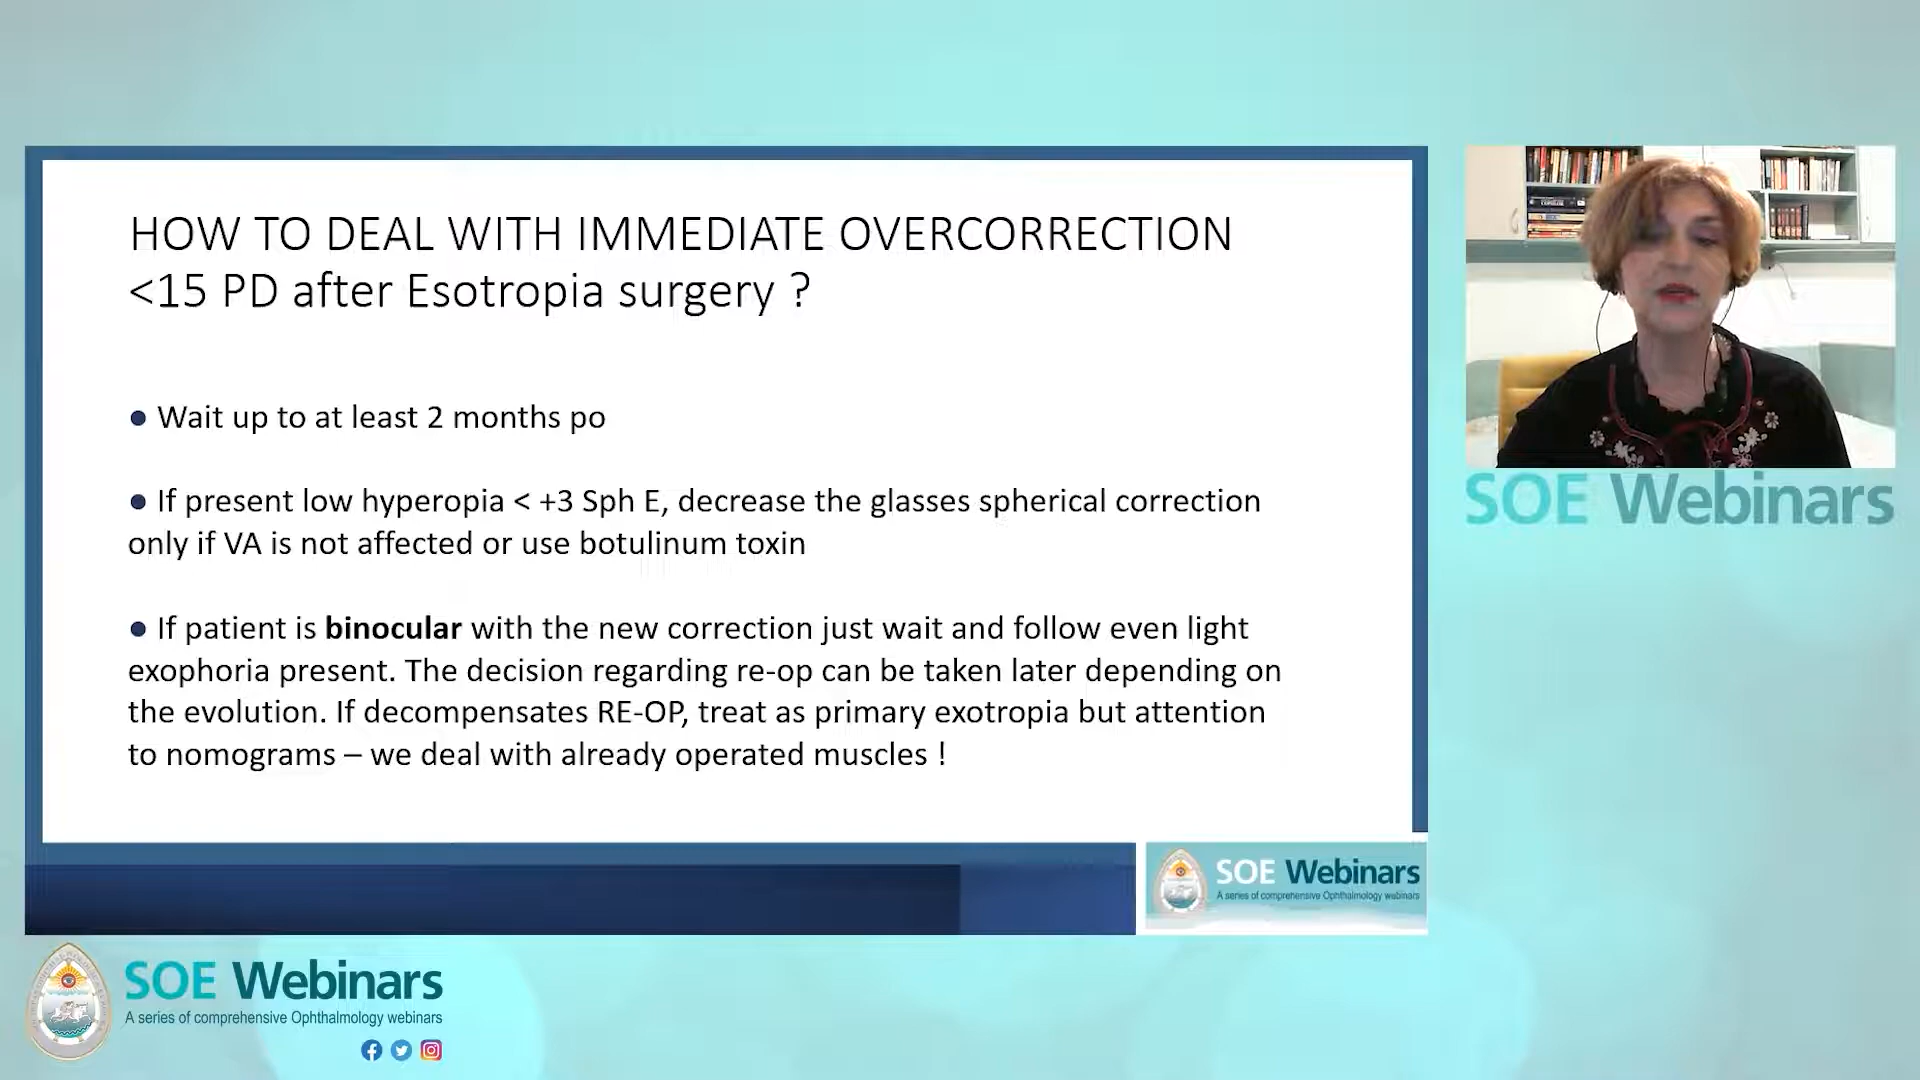 HOW TO DEAL WITH IMMEDIATE OVERCORRECTION
<15 PD after Esotropia surgery ?
● Wait up to at least 2 months po
● If present low hyperopia < +3 Sph E, decrease the glasses spherical correction
only if VA is not affected or use botulinum toxin
● If patient is binocular with the new correction just wait and follow even light
exophoria present. The decision regarding re-op can be taken later depending on
the evolution. If decompensates RE-OP, treat as primary exotropia but attention
to nomograms – we deal with already operated muscles !
SOE Webinars
A series of comprehensive Ophthalmology webinars
SOE Webinars
SOE Webinars
A series of comprehensive Ophthalmology webinars